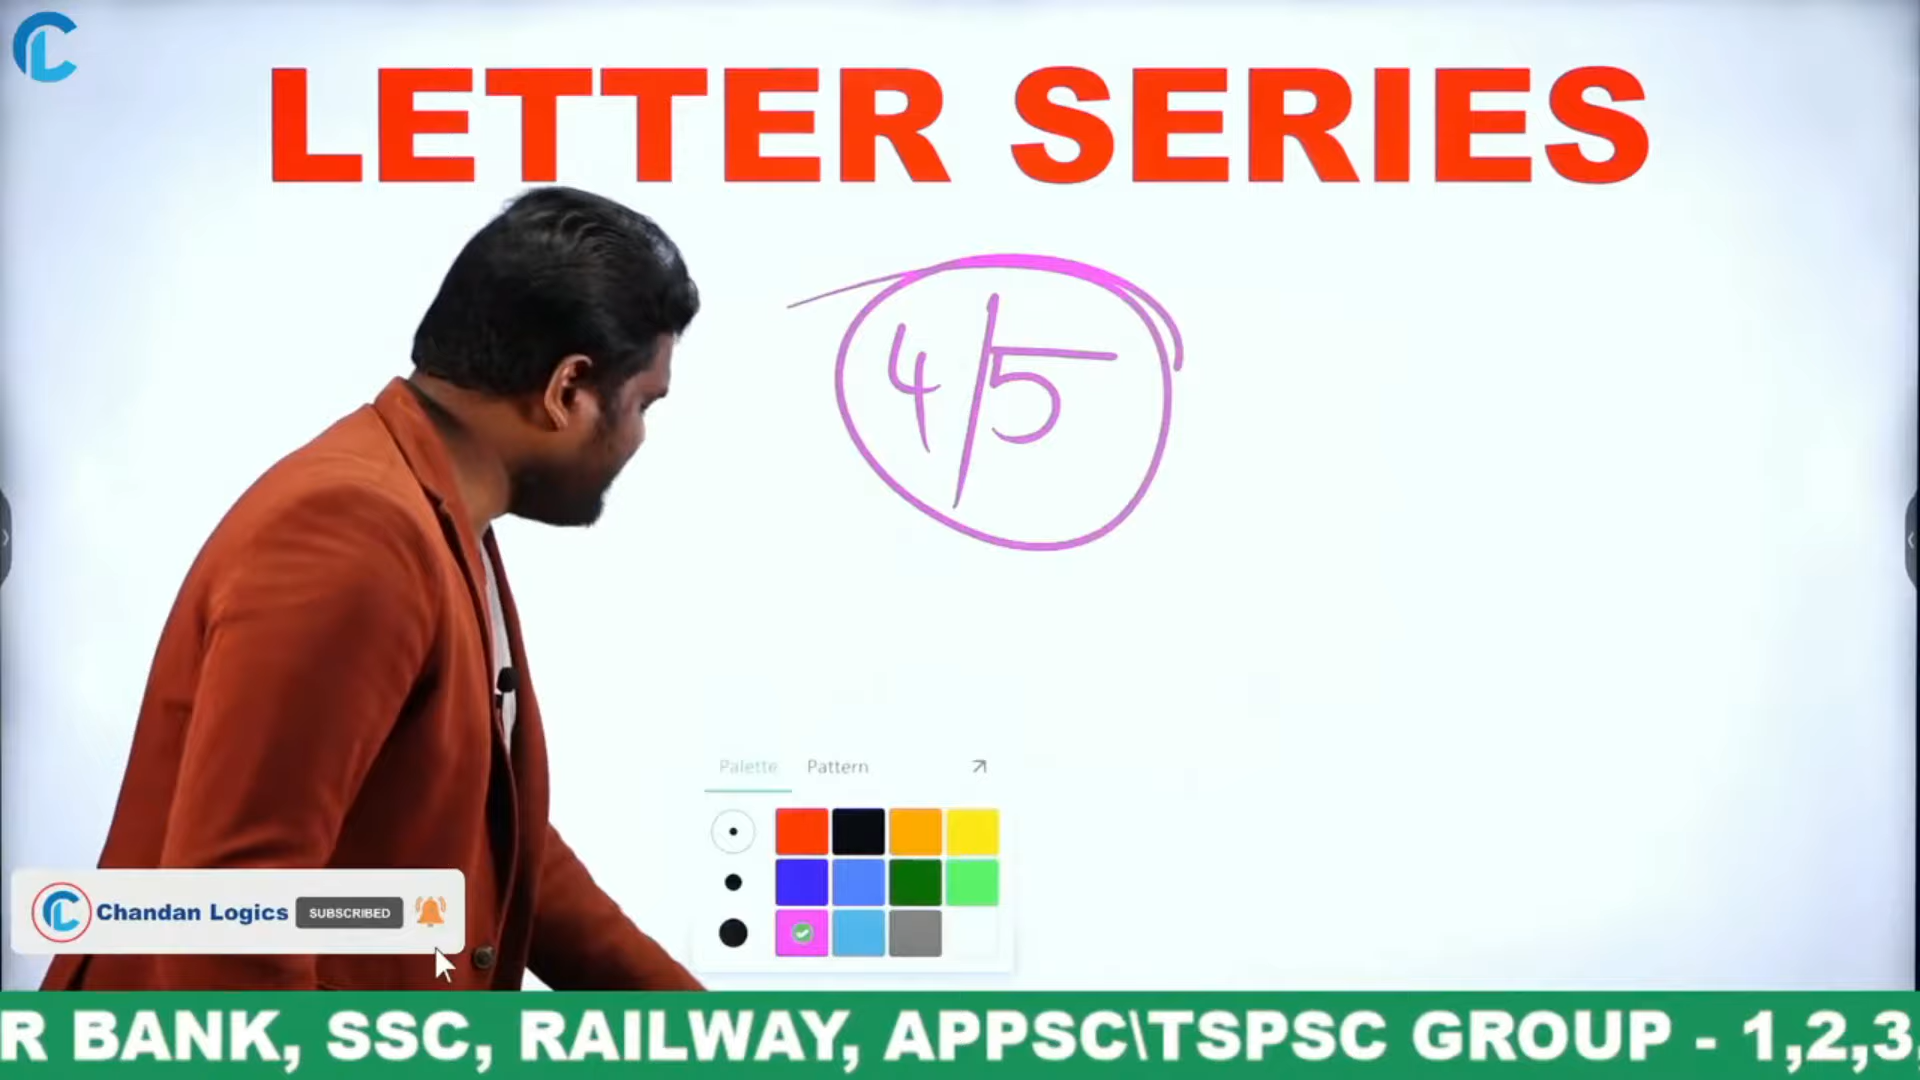 LETTER SERIES
4/5
Palette Pattern
Chandan Logics SUBSCRIBED
R BANK, SSC, RAILWAY, APPSC\TSPSC GROUP - 1,2,3,